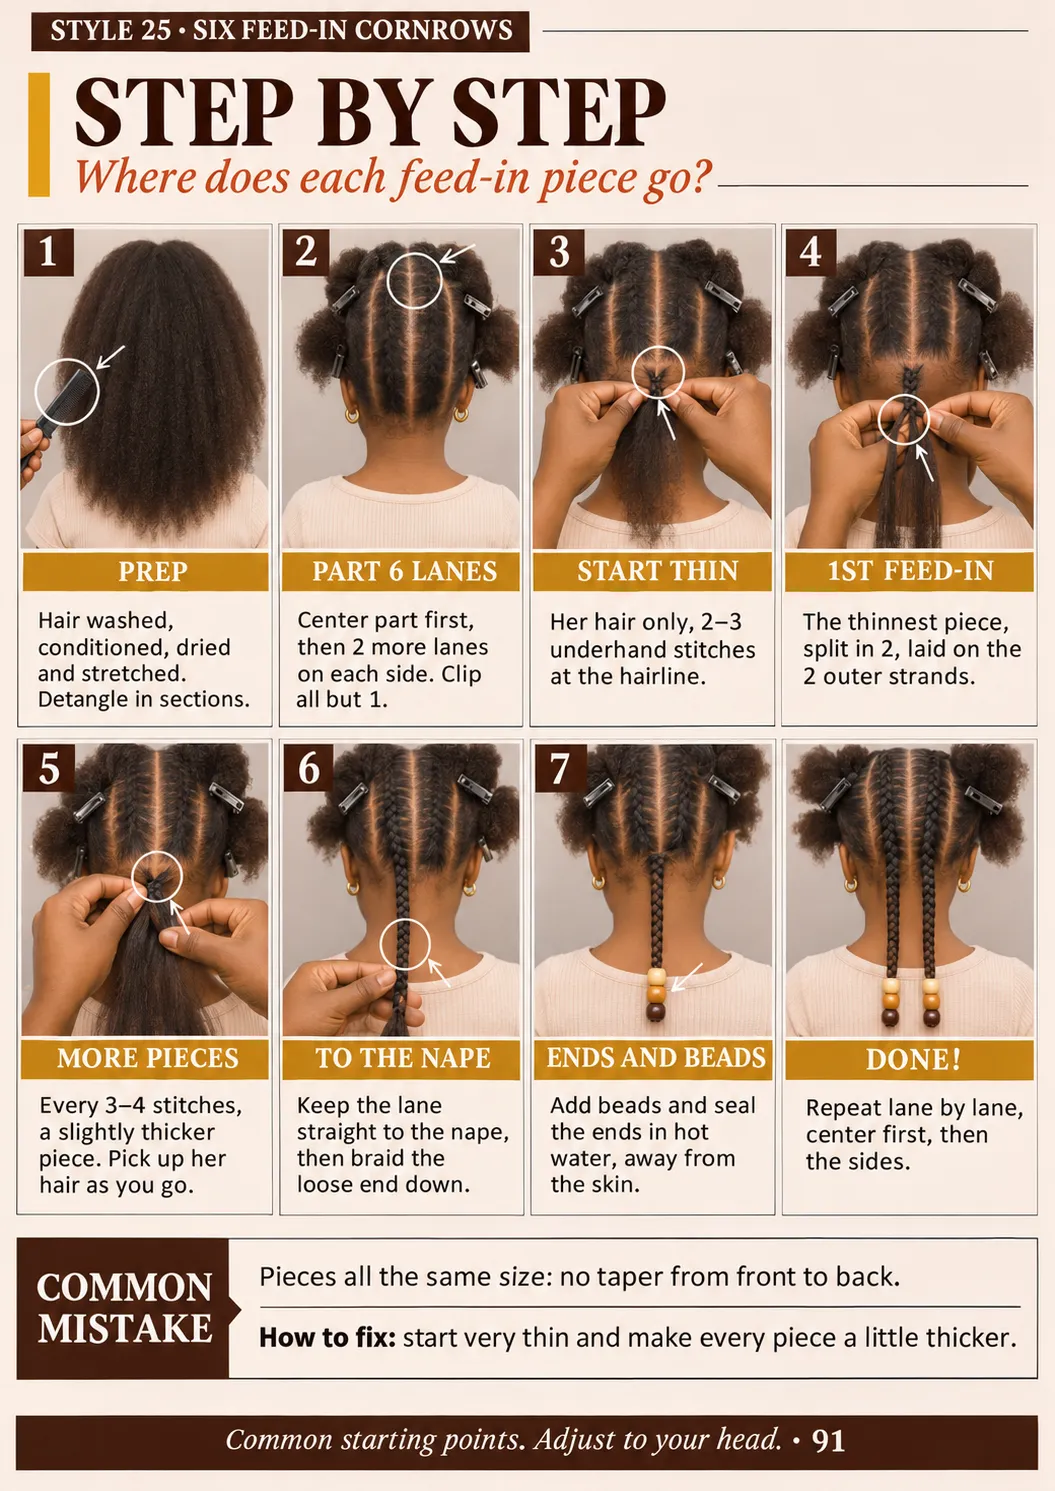 STYLE 25 • SIX FEED-IN CORNROWS
STEP BY STEP
Where does each feed-in piece go?
1
2
3
4
PREP
Hair washed,
conditioned, dried
and stretched.
Detangle in sections.
PART 6 LANES
Center part first,
then 2 more lanes
on each side. Clip
all but 1.
START THIN
Her hair only, 2–3
underhand stitches
at the hairline.
1ST FEED-IN
The thinnest piece,
split in 2, laid on the
2 outer strands.
5
6
7
MORE PIECES
Every 3–4 stitches,
a slightly thicker
piece. Pick up her
hair as you go.
TO THE NAPE
Keep the lane
straight to the nape,
then braid the
loose end down.
ENDS AND BEADS
Add beads and seal
the ends in hot
water, away from
the skin.
DONE!
Repeat lane by lane,
center first, then
the sides.
COMMON
MISTAKE
Pieces all the same size: no taper from front to back.
How to fix: start very thin and make every piece a little thicker.
Common starting points. Adjust to your head. • 91